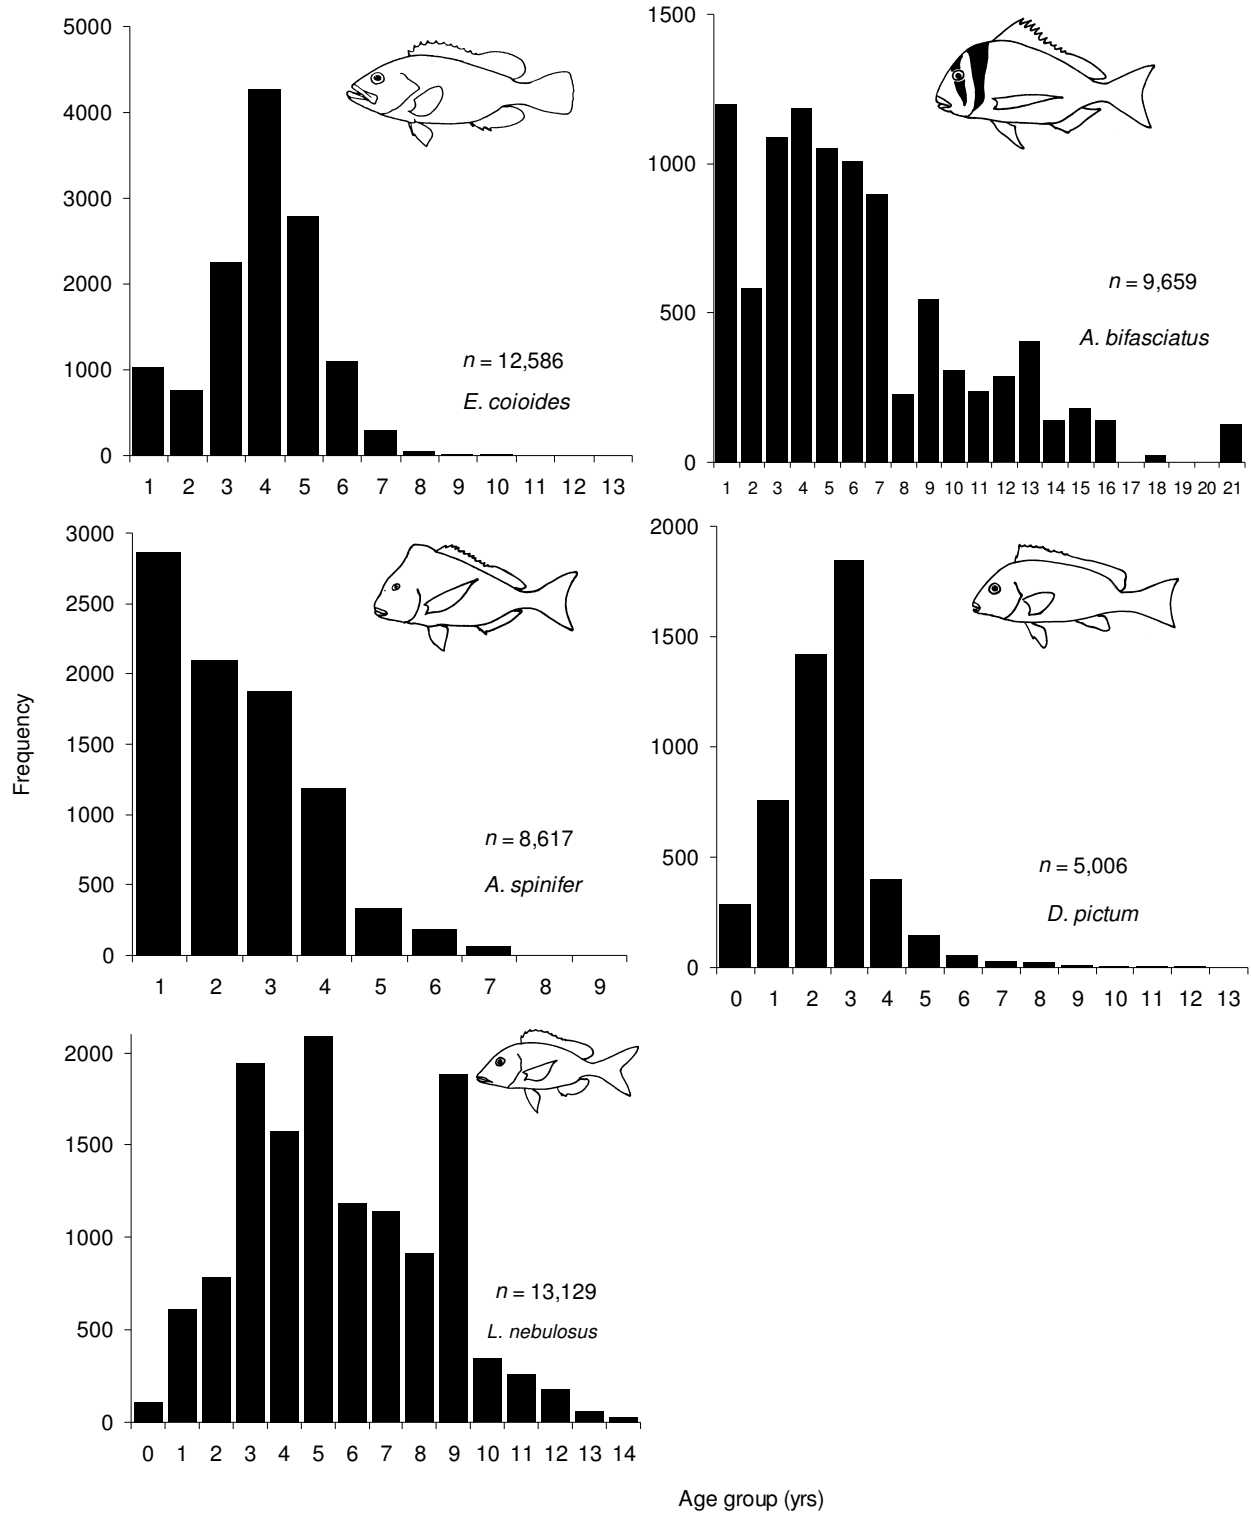 5000
4000
3000
2000
1000
0
n = 12,586
E. coioides
1 2 3 4 5 6 7 8 9 10 11 12 13
1500
1000
500
0
n = 9,659
A. bifasciatus
1 2 3 4 5 6 7 8 9 10 11 12 13 14 15 16 17 18 19 20 21
Frequency
3000
2500
2000
1500
1000
500
0
n = 8,617
A. spinifer
1 2 3 4 5 6 7 8 9
2000
1500
1000
500
0
n = 5,006
D. pictum
0 1 2 3 4 5 6 7 8 9 10 11 12 13
2000
1500
1000
500
0
n = 13,129
L. nebulosus
0 1 2 3 4 5 6 7 8 9 10 11 12 13 14
Age group (yrs)